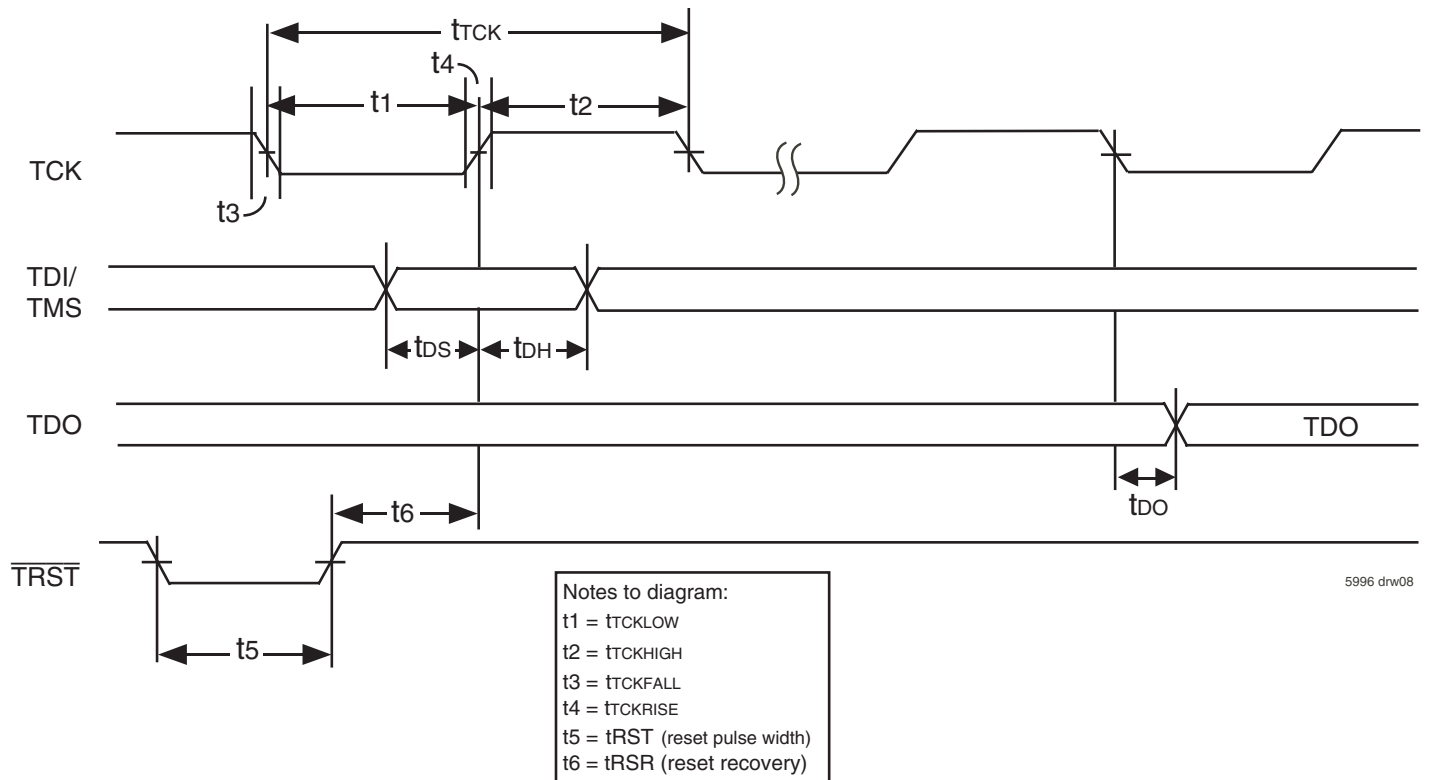 tTCK
t4
t1
t2
TCK
t3
TDI/
TMS
tDS
tDH
TDO
TDO
tDO
t6
TRST
5996 drw08
t5
Notes to diagram:
t1 = tTCKLOW
t2 = tTCKHIGH
t3 = tTCKFALL
t4 = tTCKRISE
t5 = tRST (reset pulse width)
t6 = tRSR (reset recovery)